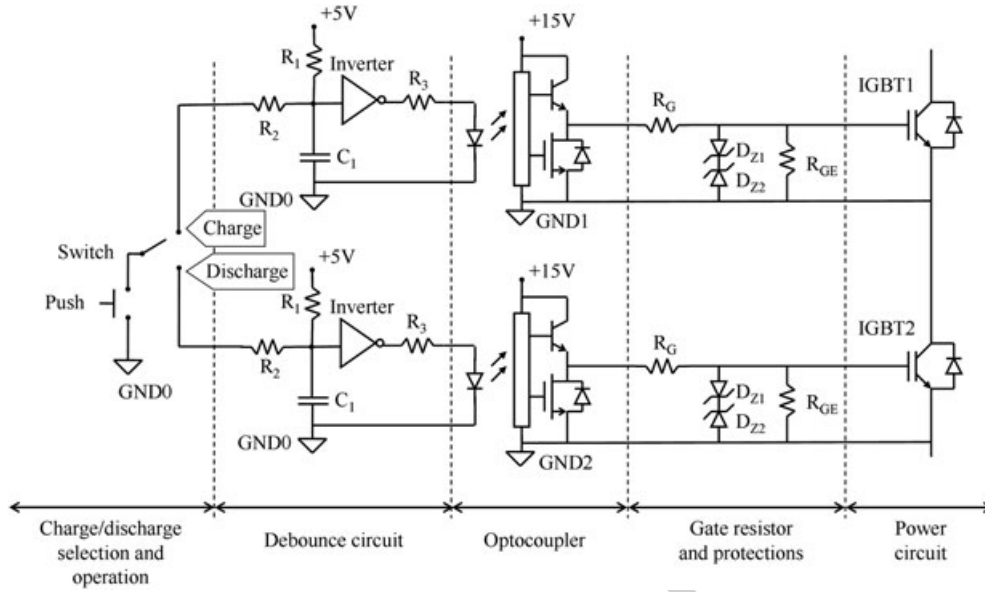 +5V
R1
Inverter
R3
R2
C1
GND0
+15V
GND1
RG
DZ1
DZ2
RGE
IGBT1
Switch
Charge
Discharge
Push
GND0
+5V
R1
Inverter
R3
R2
C1
GND0
+15V
GND2
RG
DZ1
DZ2
RGE
IGBT2
Charge/discharge
selection and
operation
Debounce circuit
Optocoupler
Gate resistor
and protections
Power
circuit